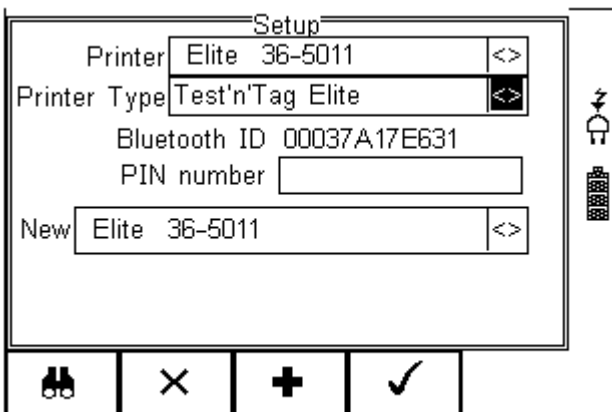 Setup
Printer Elite 36-5011 <>
Printer Type Test'n'Tag Elite <>
Bluetooth ID 00037A17E631
PIN number
New Elite 36-5011 <>